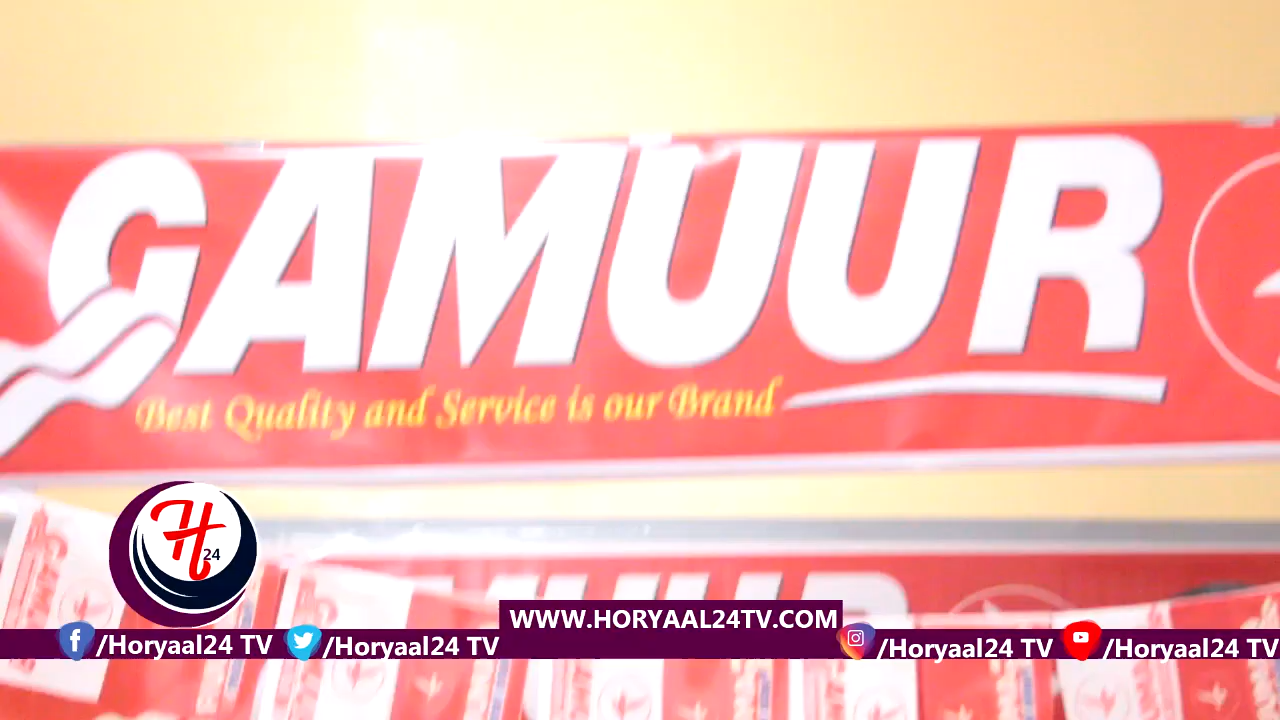 GAMUUR
Best Quality and Service is our Brand
H
24
WWW.HORYAAL24TV.COM
/Horyaal24 TV
/Horyaal24 TV
/Horyaal24 TV
/Horyaal24 TV